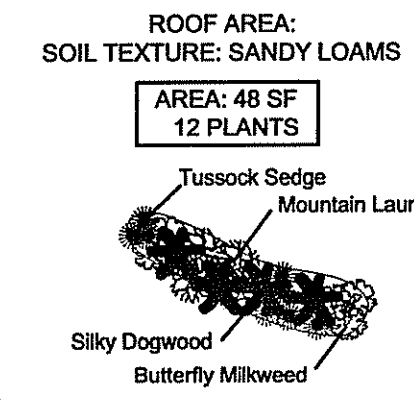 ROOF AREA:
SOIL TEXTURE: SANDY LOAMS
AREA: 48 SF
12 PLANTS
Tussock Sedge
Mountain Laur
Silky Dogwood
Butterfly Milkweed